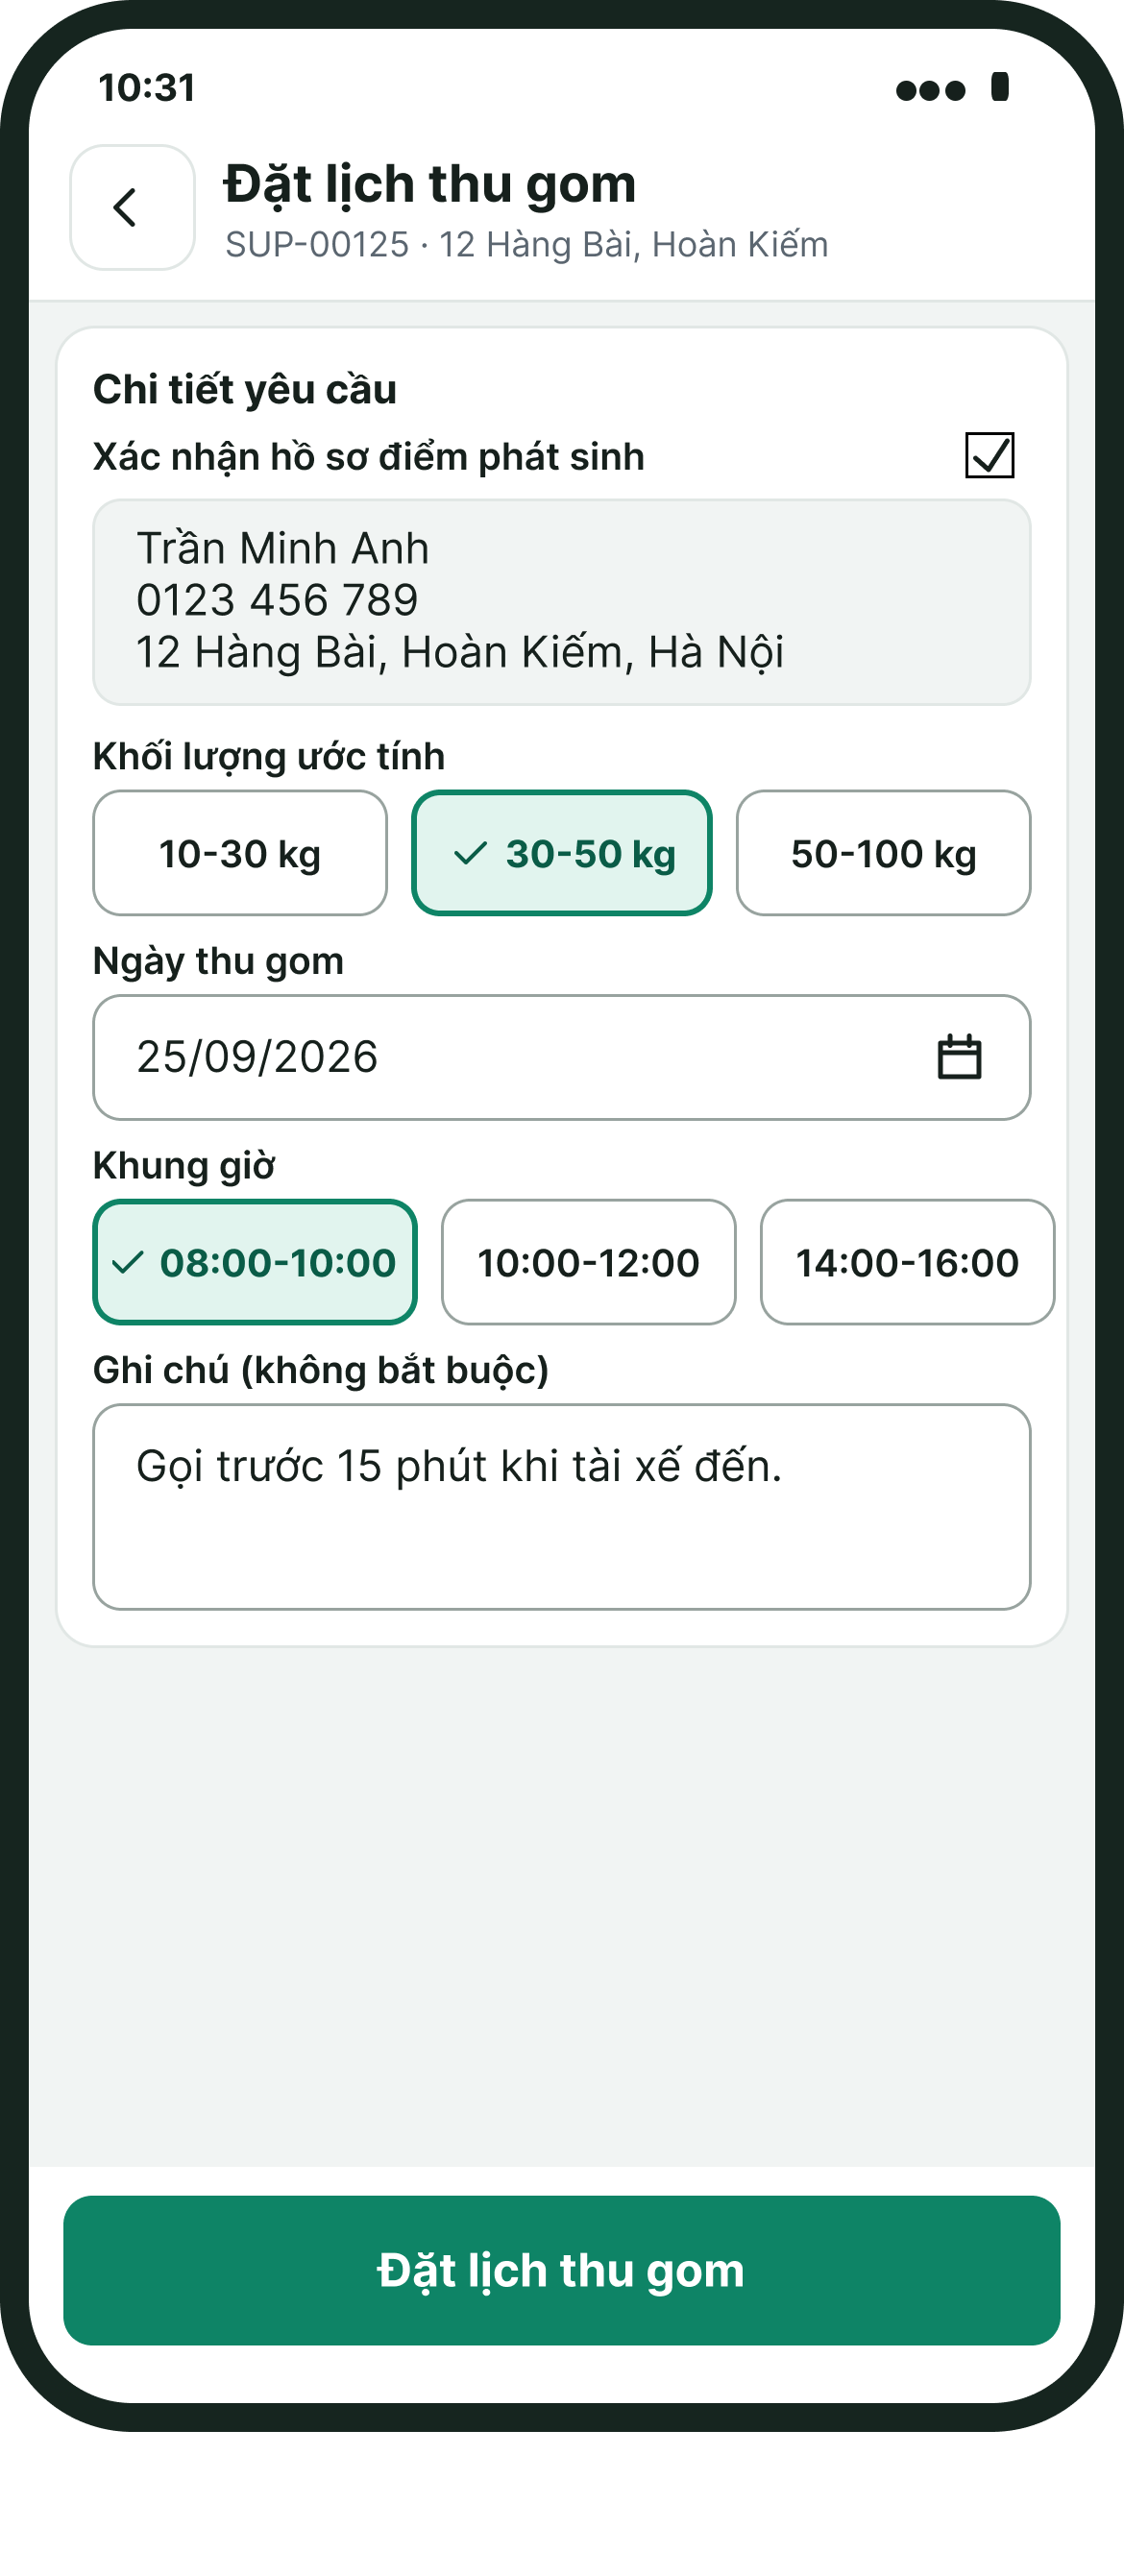 10:31
Đặt lịch thu gom
SUP-00125 · 12 Hàng Bài, Hoàn Kiếm
Chi tiết yêu cầu
Xác nhận hồ sơ điểm phát sinh
Trần Minh Anh
0123 456 789
12 Hàng Bài, Hoàn Kiếm, Hà Nội
Khối lượng ước tính
10-30 kg
30-50 kg
50-100 kg
Ngày thu gom
25/09/2026
Khung giờ
08:00-10:00
10:00-12:00
14:00-16:00
Ghi chú (không bắt buộc)
Gọi trước 15 phút khi tài xế đến.
Đặt lịch thu gom